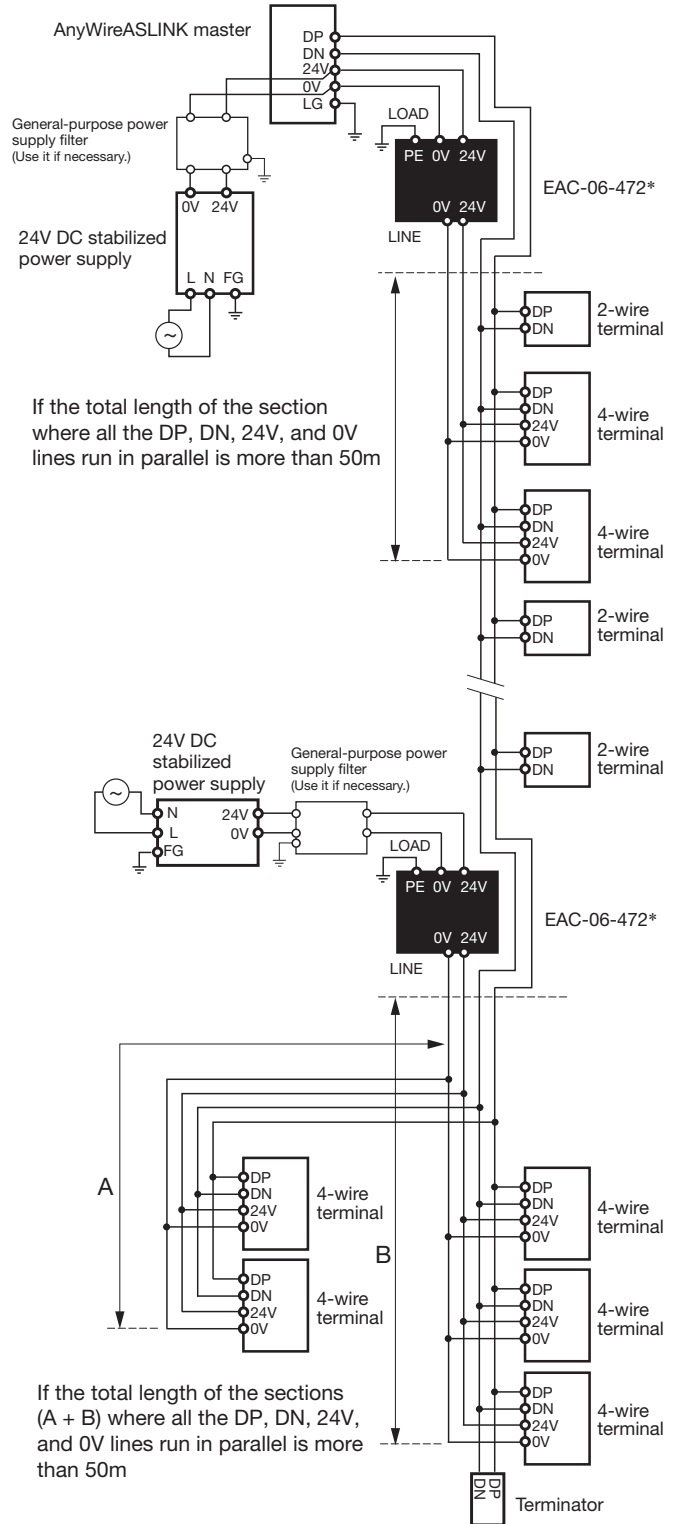 AnyWireASLINK master
DP
DN
24V
0V
LG
General-purpose power
supply filter
(Use it if necessary.)
0V 24V
24V DC stabilized
power supply
L N FG
~
LOAD
PE 0V 24V
0V 24V
LINE
EAC-06-472*
DP
DN
2-wire
terminal
If the total length of the section
where all the DP, DN, 24V, and 0V
lines run in parallel is more than 50m
DP
DN
24V
0V
4-wire
terminal
DP
DN
24V
0V
4-wire
terminal
DP
DN
2-wire
terminal
DP
DN
2-wire
terminal
24V DC
stabilized
power supply
~
N
L
FG
24V
0V
General-purpose power
supply filter
(Use it if necessary.)
LOAD
PE 0V 24V
0V 24V
LINE
EAC-06-472*
A
DP
DN
24V
0V
4-wire
terminal
DP
DN
24V
0V
4-wire
terminal
B
DP
DN
24V
0V
4-wire
terminal
DP
DN
24V
0V
4-wire
terminal
DP
DN
24V
0V
4-wire
terminal
If the total length of the sections
(A + B) where all the DP, DN, 24V,
and 0V lines run in parallel is more
than 50m
DP
DN
Terminator